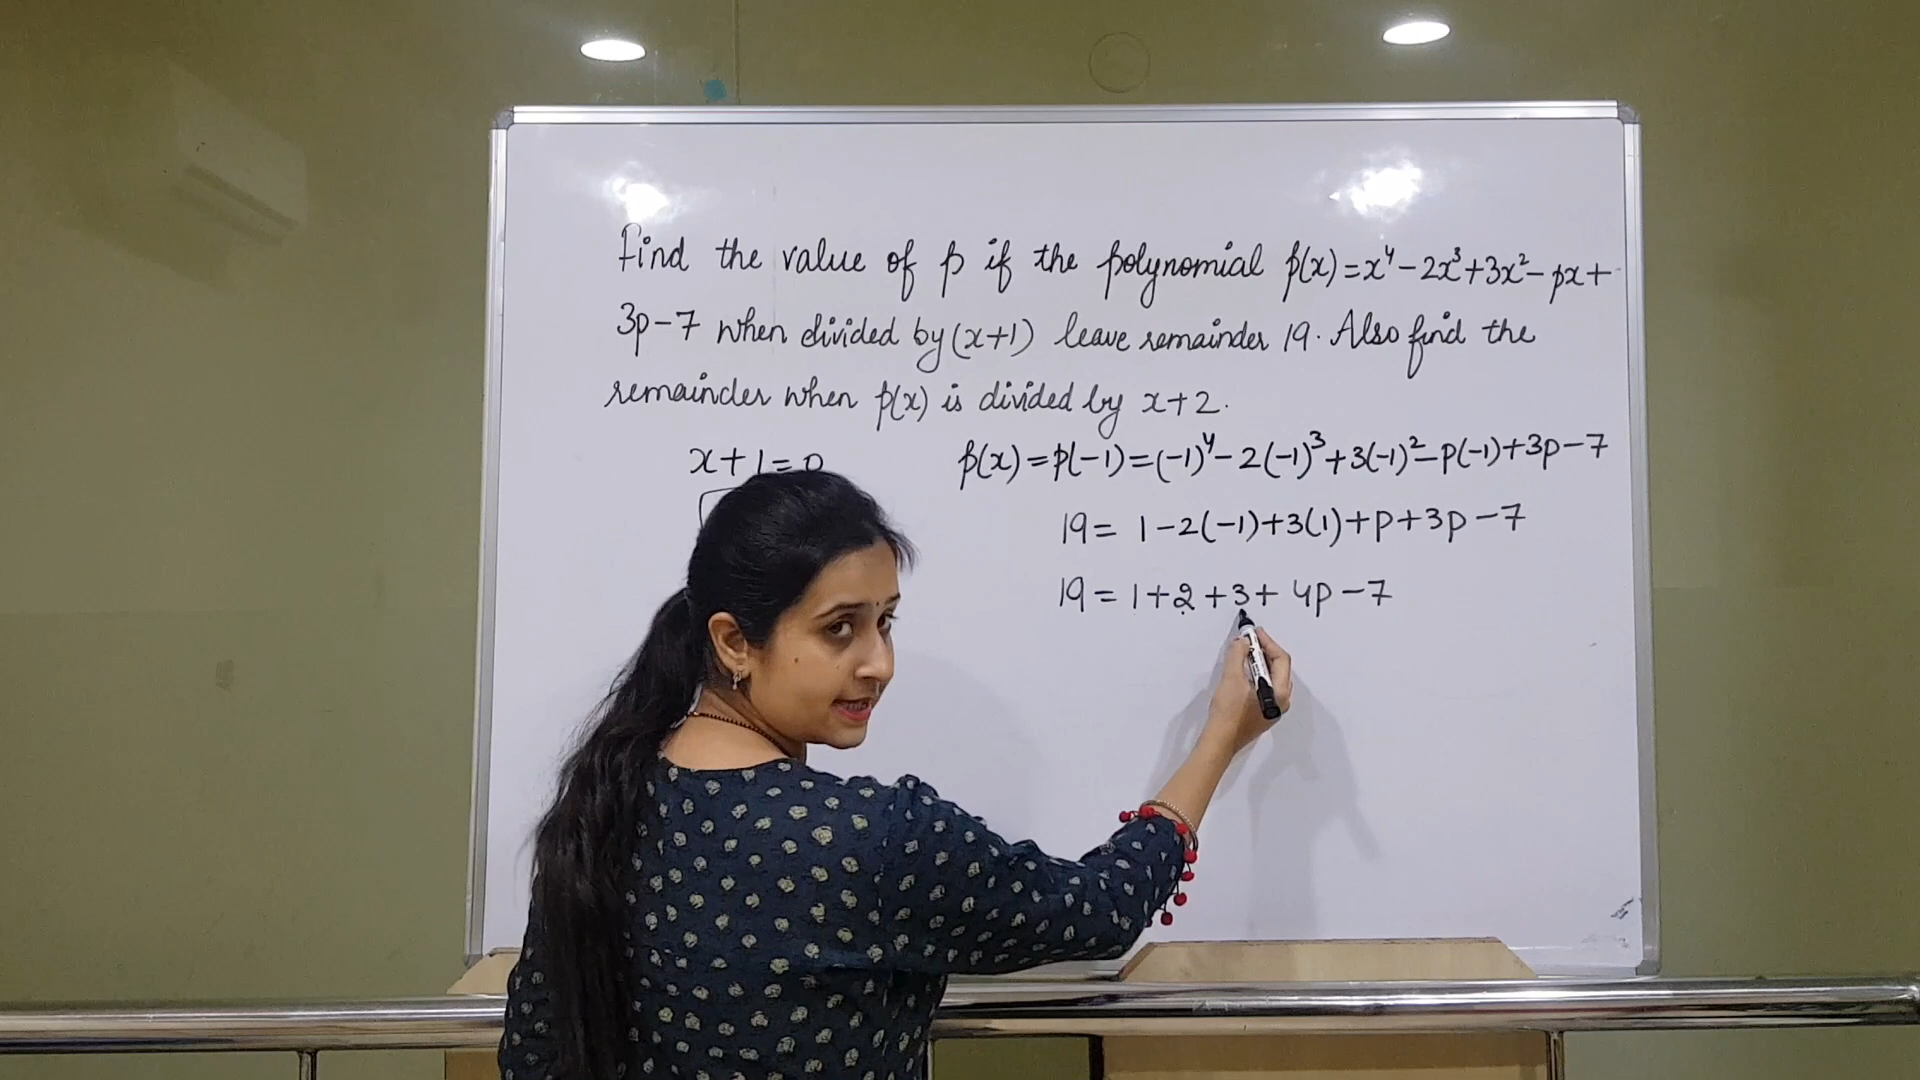 Find the value of p if the polynomial p(x)=x⁴-2x³+3x²-px+
3p-7 when divided by (x+1) leave remainder 19. Also find the
remainder when p(x) is divided by x+2.
x+1=0
p(x)=p(-1)=(-1)⁴-2(-1)³+3(-1)²-p(-1)+3p-7
19= 1-2(-1)+3(1)+p+3p-7
19= 1+2+3+ 4p-7